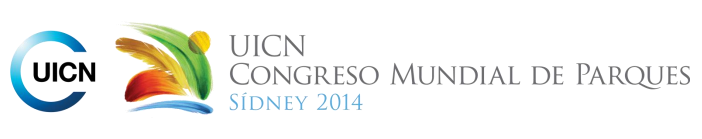 UICN
UICN
Congreso Mundial de Parques
Sídney 2014